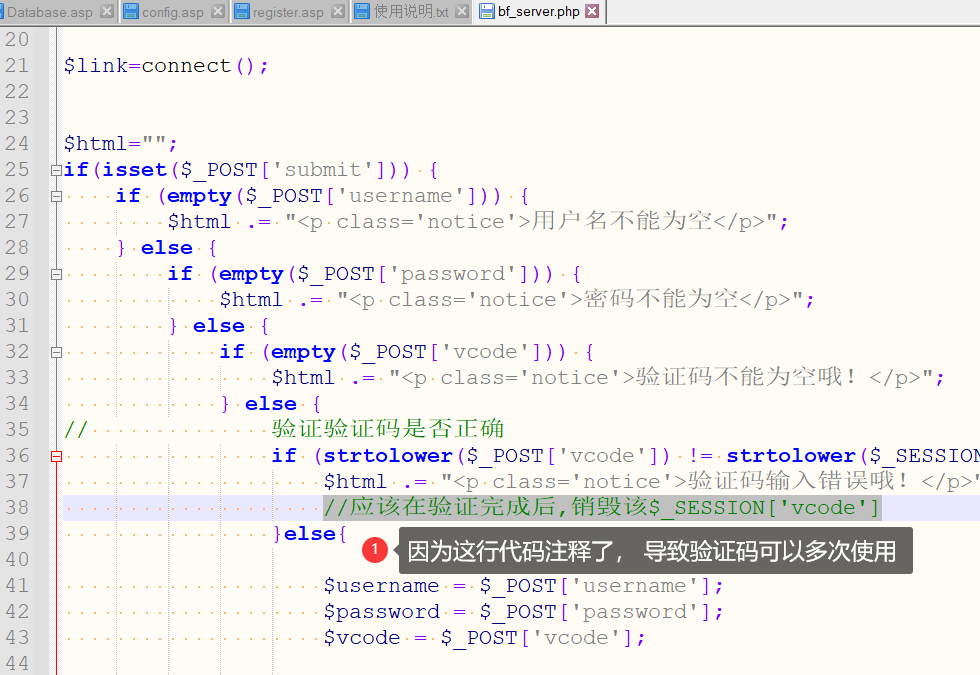 Database.asp config.asp register.asp 使用说明.txt bf_server.php
20
21 $link=connect();
22
23
24 $html="";
25 if(isset($_POST['submit'])) {
26 if (empty($_POST['username'])) {
27 $html .= "<p class='notice'>用户名不能为空</p>";
28 } else {
29 if (empty($_POST['password'])) {
30 $html .= "<p class='notice'>密码不能为空</p>";
31 } else {
32 if (empty($_POST['vcode'])) {
33 $html .= "<p class='notice'>验证码不能为空哦！</p>";
34 } else {
35 // 验证验证码是否正确
36 if (strtolower($_POST['vcode']) != strtolower($_SESSION
37 $html .= "<p class='notice'>验证码输入错误哦！</p>"
38 //应该在验证完成后,销毁该$_SESSION['vcode']
39 }else{
1 因为这行代码注释了， 导致验证码可以多次使用
40
41 $username = $_POST['username'];
42 $password = $_POST['password'];
43 $vcode = $_POST['vcode'];
44